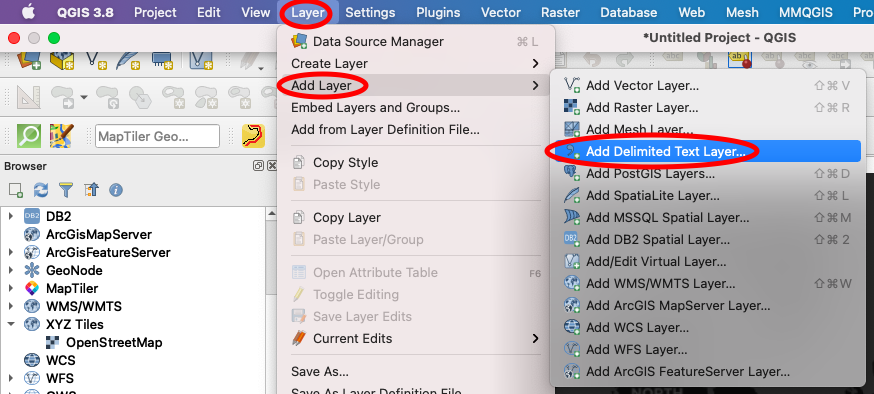 QGIS 3.8 Project Edit View Layer Settings Plugins Vector Raster Database Web Mesh MMQGIS
*Untitled Project - QGIS
Data Source Manager ⌘ L
Create Layer
Add Layer
Embed Layers and Groups...
Add from Layer Definition File...
Copy Style
Paste Style
Copy Layer
Paste Layer/Group
Open Attribute Table F6
Toggle Editing
Save Layer Edits
Current Edits
Save As...
Save As Layer Definition File
Add Vector Layer... ⇧⌘ V
Add Raster Layer... ⇧⌘ R
Add Mesh Layer...
Add Delimited Text Layer...
Add PostGIS Layers... ⇧⌘ D
Add SpatiaLite Layer... ⇧⌘ L
Add MSSQL Spatial Layer... ⇧⌘ M
DB2 Add DB2 Spatial Layer... ⇧⌘ 2
Add/Edit Virtual Layer...
Add WMS/WMTS Layer... ⇧⌘ W
Add ArcGIS MapServer Layer...
Add WCS Layer...
Add WFS Layer...
Add ArcGIS FeatureServer Layer...
MapTiler Geo...
Browser
DB2 DB2
ArcGisMapServer
ArcGisFeatureServer
GeoNode
MapTiler
WMS/WMTS
XYZ Tiles
OpenStreetMap
WCS
WFS
OWS
NORTH